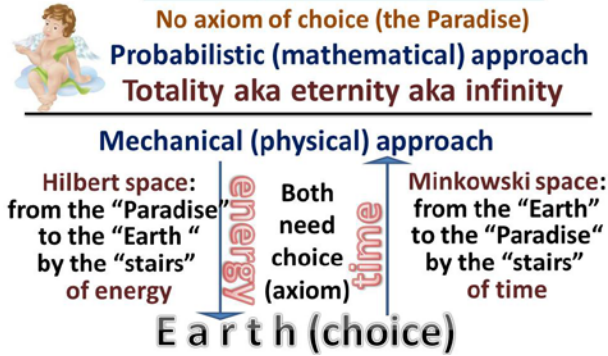 No axiom of choice (the Paradise)
Probabilistic (mathematical) approach
Totality aka eternity aka infinity
Mechanical (physical) approach
Hilbert space:
from the “Paradise”
to the “Earth “
by the “stairs”
of energy
energy
Both
need
choice
(axiom)
time
Minkowski space:
from the “Earth”
to the “Paradise“
by the “stairs”
of time
E a r t h (choice)